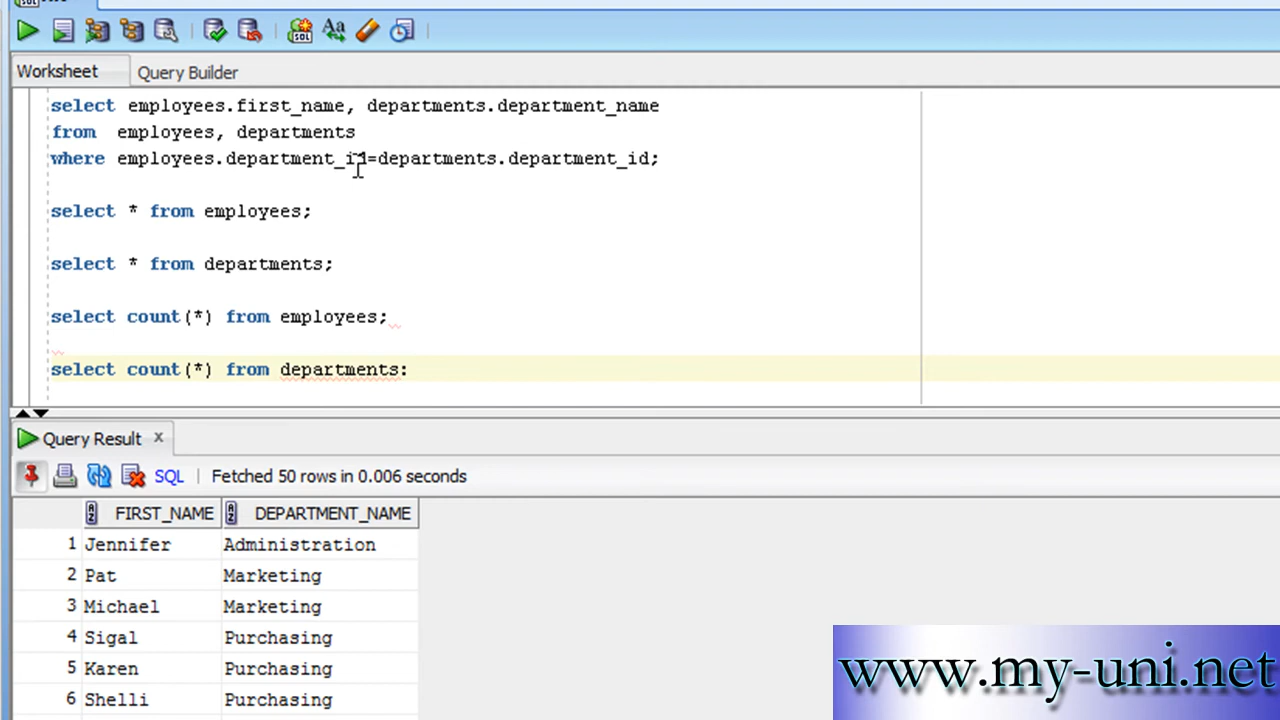 Worksheet Query Builder
select employees.first_name, departments.department_name
from employees, departments
where employees.department_id=departments.department_id;
select * from employees;
select * from departments;
select count(*) from employees;
select count(*) from departments:
Query Result x
SQL | Fetched 50 rows in 0.006 seconds
FIRST_NAME DEPARTMENT_NAME
1 Jennifer Administration
2 Pat Marketing
3 Michael Marketing
4 Sigal Purchasing
5 Karen Purchasing
6 Shelli Purchasing
www.my-uni.net